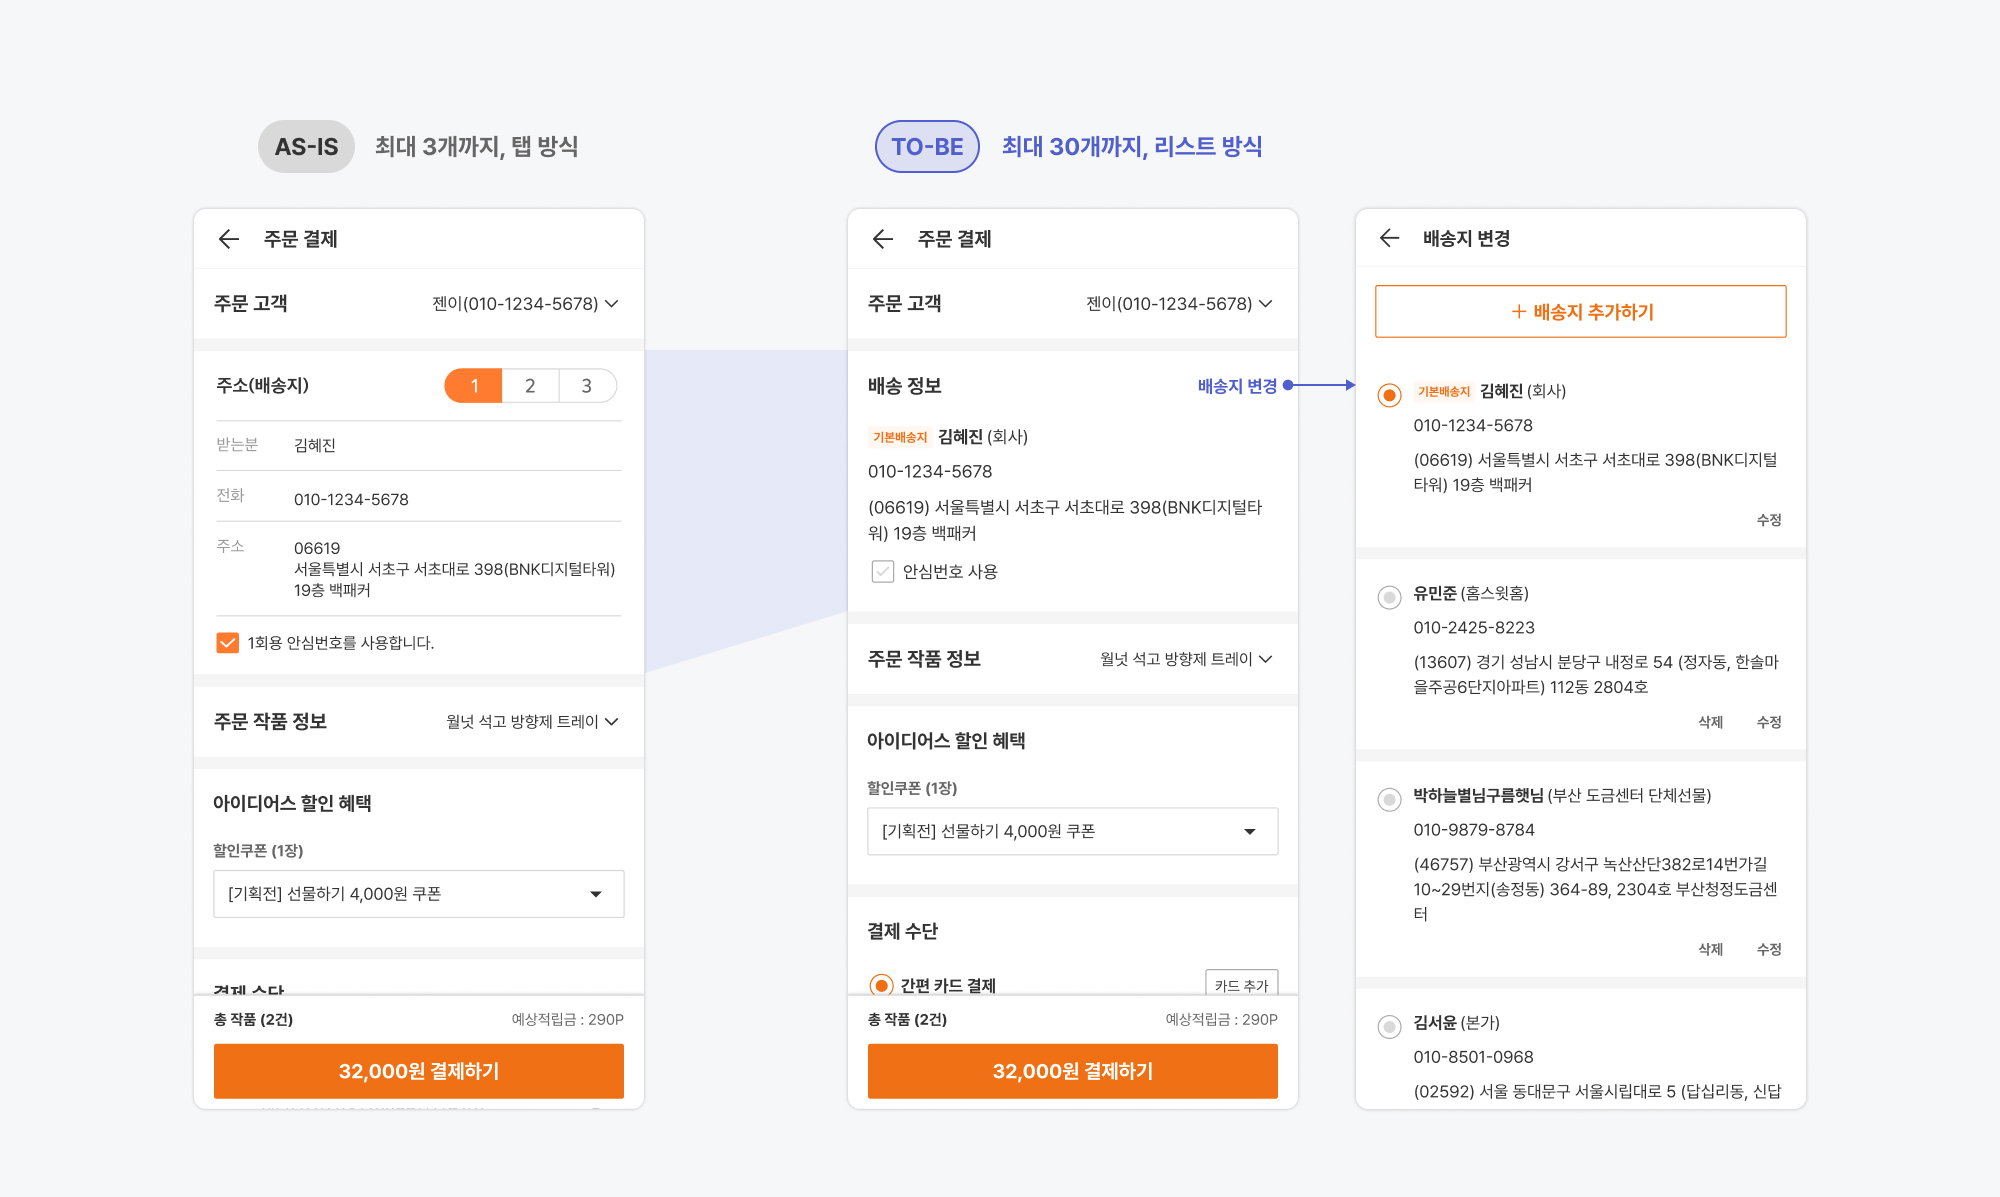 AS-IS 최대 3개까지, 탭 방식
주문 결제
주문 고객 젠이(010-1234-5678)
주소(배송지) 1 2 3
받는분 김혜진
전화 010-1234-5678
주소 06619
서울특별시 서초구 서초대로 398(BNK디지털타워)
19층 백패커
1회용 안심번호를 사용합니다.
주문 작품 정보 월넛 석고 방향제 트레이
아이디어스 할인 혜택
할인쿠폰 (1장)
[기획전] 선물하기 4,000원 쿠폰
결제 수단
총 작품 (2건) 예상적립금 : 290P
32,000원 결제하기
TO-BE 최대 30개까지, 리스트 방식
주문 결제
주문 고객 젠이(010-1234-5678)
배송 정보 배송지 변경
기본배송지 김혜진 (회사)
010-1234-5678
(06619) 서울특별시 서초구 서초대로 398(BNK디지털타
워) 19층 백패커
안심번호 사용
주문 작품 정보 월넛 석고 방향제 트레이
아이디어스 할인 혜택
할인쿠폰 (1장)
[기획전] 선물하기 4,000원 쿠폰
결제 수단
간편 카드 결제 카드 추가
총 작품 (2건) 예상적립금 : 290P
32,000원 결제하기
배송지 변경
+ 배송지 추가하기
기본배송지 김혜진 (회사)
010-1234-5678
(06619) 서울특별시 서초구 서초대로 398(BNK디지털
타워) 19층 백패커
수정
유민준 (홈스윗홈)
010-2425-8223
(13607) 경기 성남시 분당구 내정로 54 (정자동, 한솔마
을주공6단지아파트) 112동 2804호
삭제 수정
박하늘별님구름햇님 (부산 도금센터 단체선물)
010-9879-8784
(46757) 부산광역시 강서구 녹산산단382로14번가길
10~29번지(송정동) 364-89, 2304호 부산청정도금센
터
삭제 수정
김서윤 (본가)
010-8501-0968
(02592) 서울 동대문구 서울시립대로 5 (답십리동, 신답